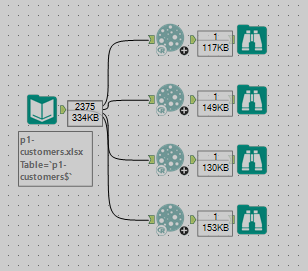 1
117KB
1
149KB
2375
334KB
p1-
customers.xlsx
Table=`p1-
customers$`
1
130KB
1
153KB